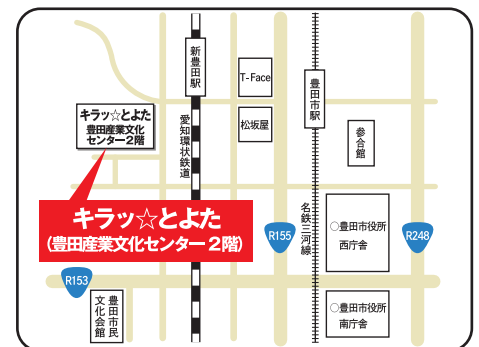 新豊田駅
T-Face
豊田市駅
キラッ☆とよた
豊田産業文化
センター2階
松坂屋
愛知環状鉄道
参合館
キラッ☆とよた
(豊田産業文化センター 2階)
名鉄三河線
○豊田市役所
西庁舎
R155
R248
R153
豊田市民
文化会館
○豊田市役所
南庁舎